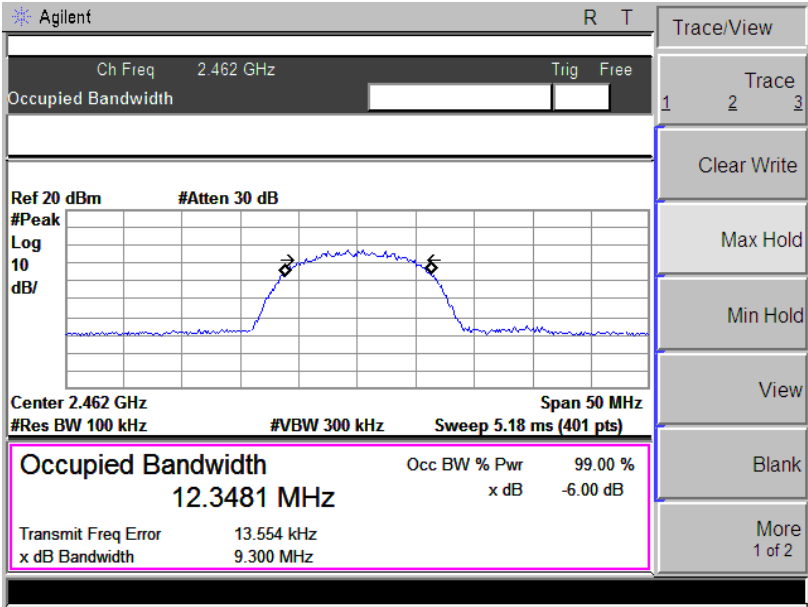 Agilent R T
Trace/View
Ch Freq 2.462 GHz Trig Free
Occupied Bandwidth
Trace
1 2 3
Clear Write
Max Hold
Min Hold
View
Blank
More
1 of 2
Ref 20 dBm #Atten 30 dB
#Peak
Log
10
dB/
Center 2.462 GHz Span 50 MHz
#Res BW 100 kHz #VBW 300 kHz Sweep 5.18 ms (401 pts)
Occupied Bandwidth Occ BW % Pwr 99.00 %
12.3481 MHz x dB -6.00 dB
Transmit Freq Error 13.554 kHz
x dB Bandwidth 9.300 MHz